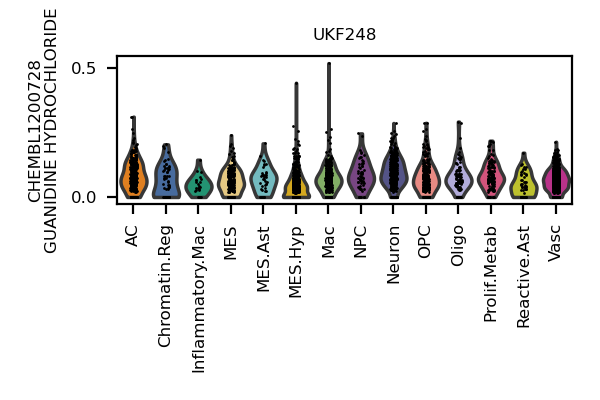 UKF248
CHEMBL1200728
GUANIDINE HYDROCHLORIDE
0.5
0.0
AC
Chromatin.Reg
Inflammatory.Mac
MES
MES.Ast
MES.Hyp
Mac
NPC
Neuron
OPC
Oligo
Prolif.Metab
Reactive.Ast
Vasc